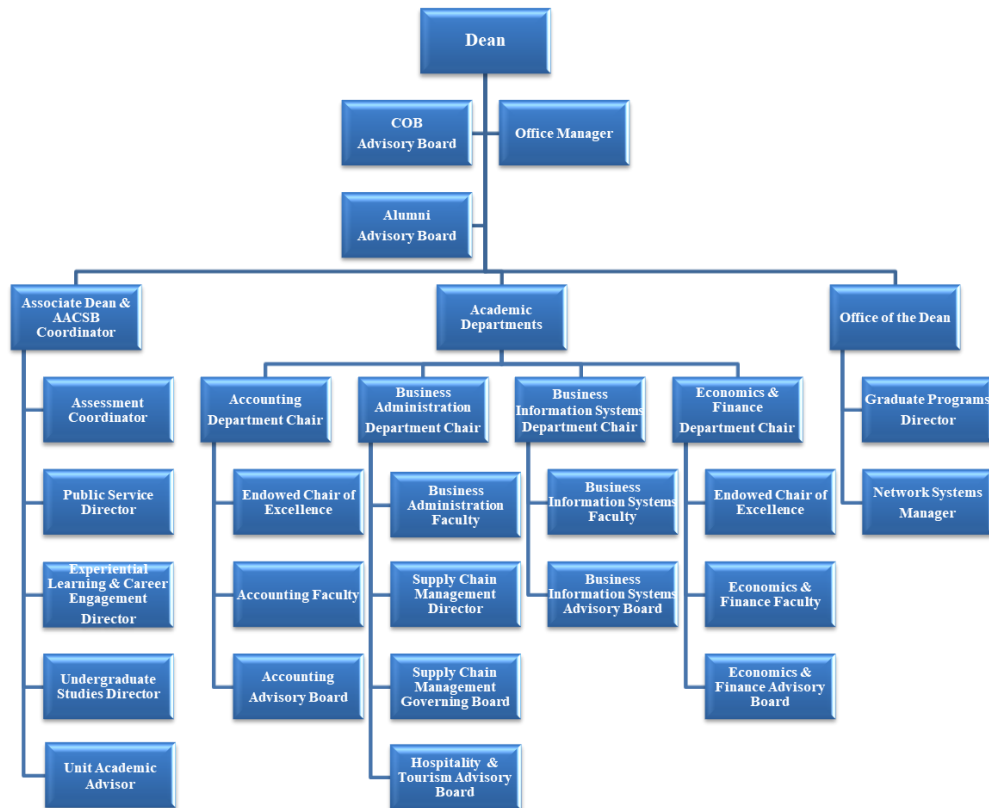 Dean
COB
Advisory Board
Office Manager
Alumni
Advisory Board
Associate Dean &
AACSB
Coordinator
Academic
Departments
Office of the Dean
Assessment
Coordinator
Public Service
Director
Experiential
Learning & Career
Engagement
Director
Undergraduate
Studies Director
Unit Academic
Advisor
Accounting
Department Chair
Endowed Chair of
Excellence
Accounting Faculty
Accounting
Advisory Board
Business
Administration
Department Chair
Business
Administration
Faculty
Supply Chain
Management
Director
Supply Chain
Management
Governing Board
Hospitality &
Tourism Advisory
Board
Business
Information Systems
Department Chair
Business
Information Systems
Faculty
Business
Information Systems
Advisory Board
Economics &
Finance
Department Chair
Endowed Chair of
Excellence
Economics &
Finance Faculty
Economics &
Finance Advisory
Board
Graduate Programs
Director
Network Systems
Manager